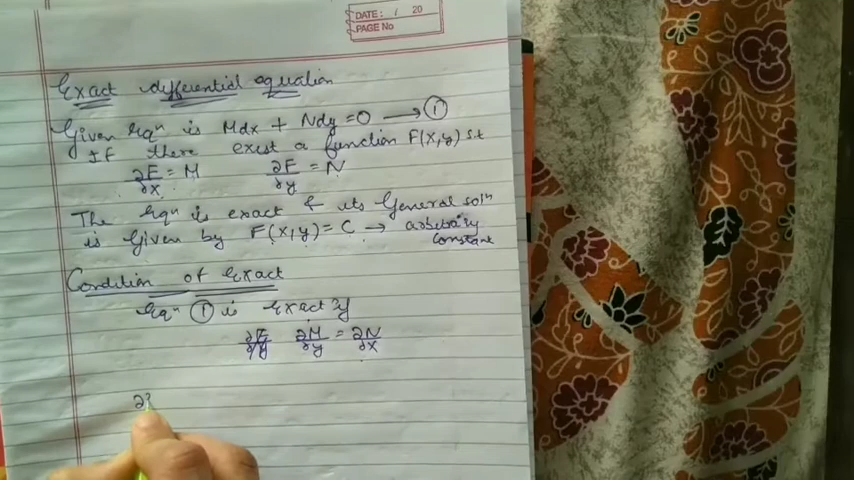 DATE: / 20
PAGE No
Exact differential equation
Given eqⁿ is Mdx + Ndy = 0 → ①
If there exist a function F(x,y) s.t
∂F/∂x = M ∂F/∂y = N
The eqⁿ is exact & its General solⁿ
is given by F(x,y) = C → arbitrary
constant
Condition of exact
eqⁿ ① is exact if
∂M/∂y = ∂N/∂x